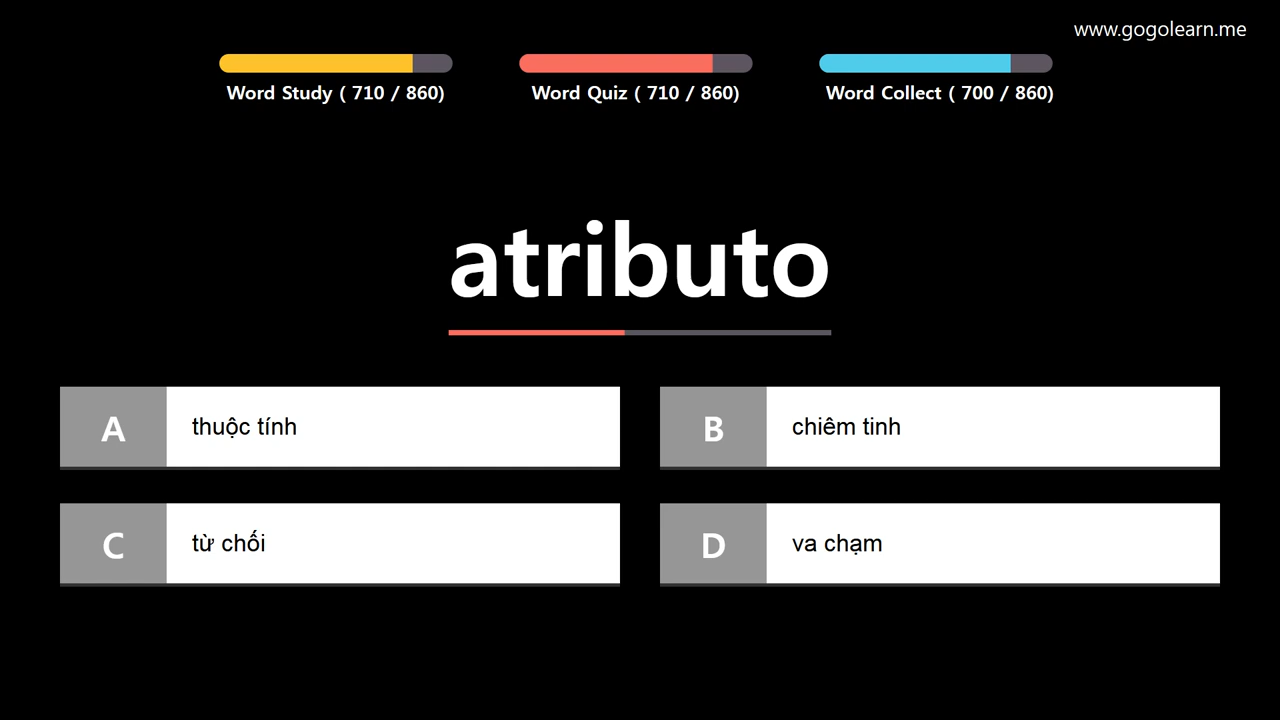 www.gogolearn.me
Word Study ( 710 / 860)
Word Quiz ( 710 / 860)
Word Collect ( 700 / 860)
atributo
A thuộc tính
B chiêm tinh
C từ chối
D va chạm